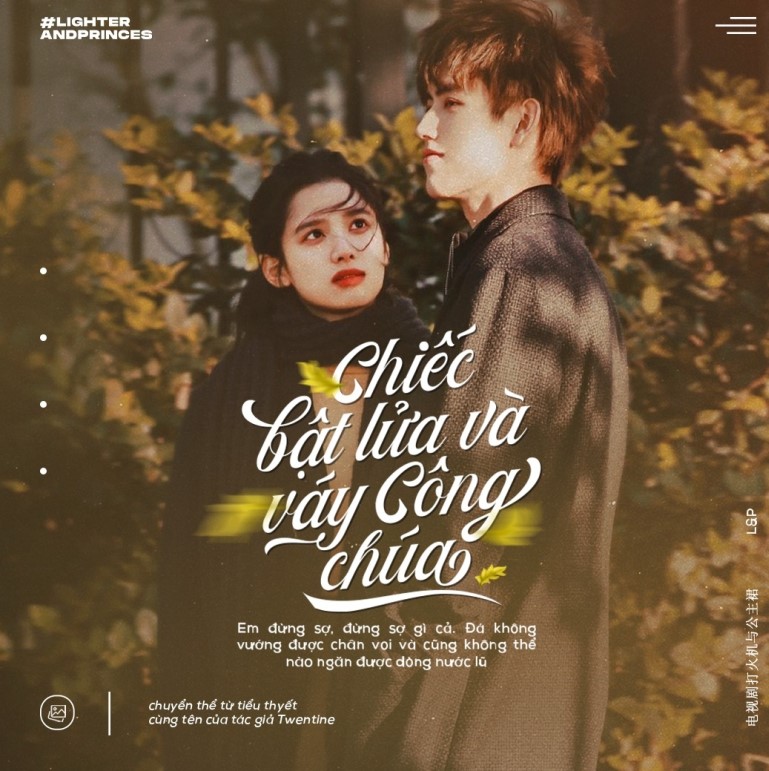 #LIGHTER
ANDPRINCES
Chiếc
bật lửa và
váy Công
chúa
Em đừng sợ, đừng sợ gì cả. Đá không
vướng được chân voi và cũng không thể
nào ngăn được dòng nước lũ
chuyển thể từ tiểu thyết
cùng tên của tác giả Twentine
L&P
电视剧打火机与公主裙